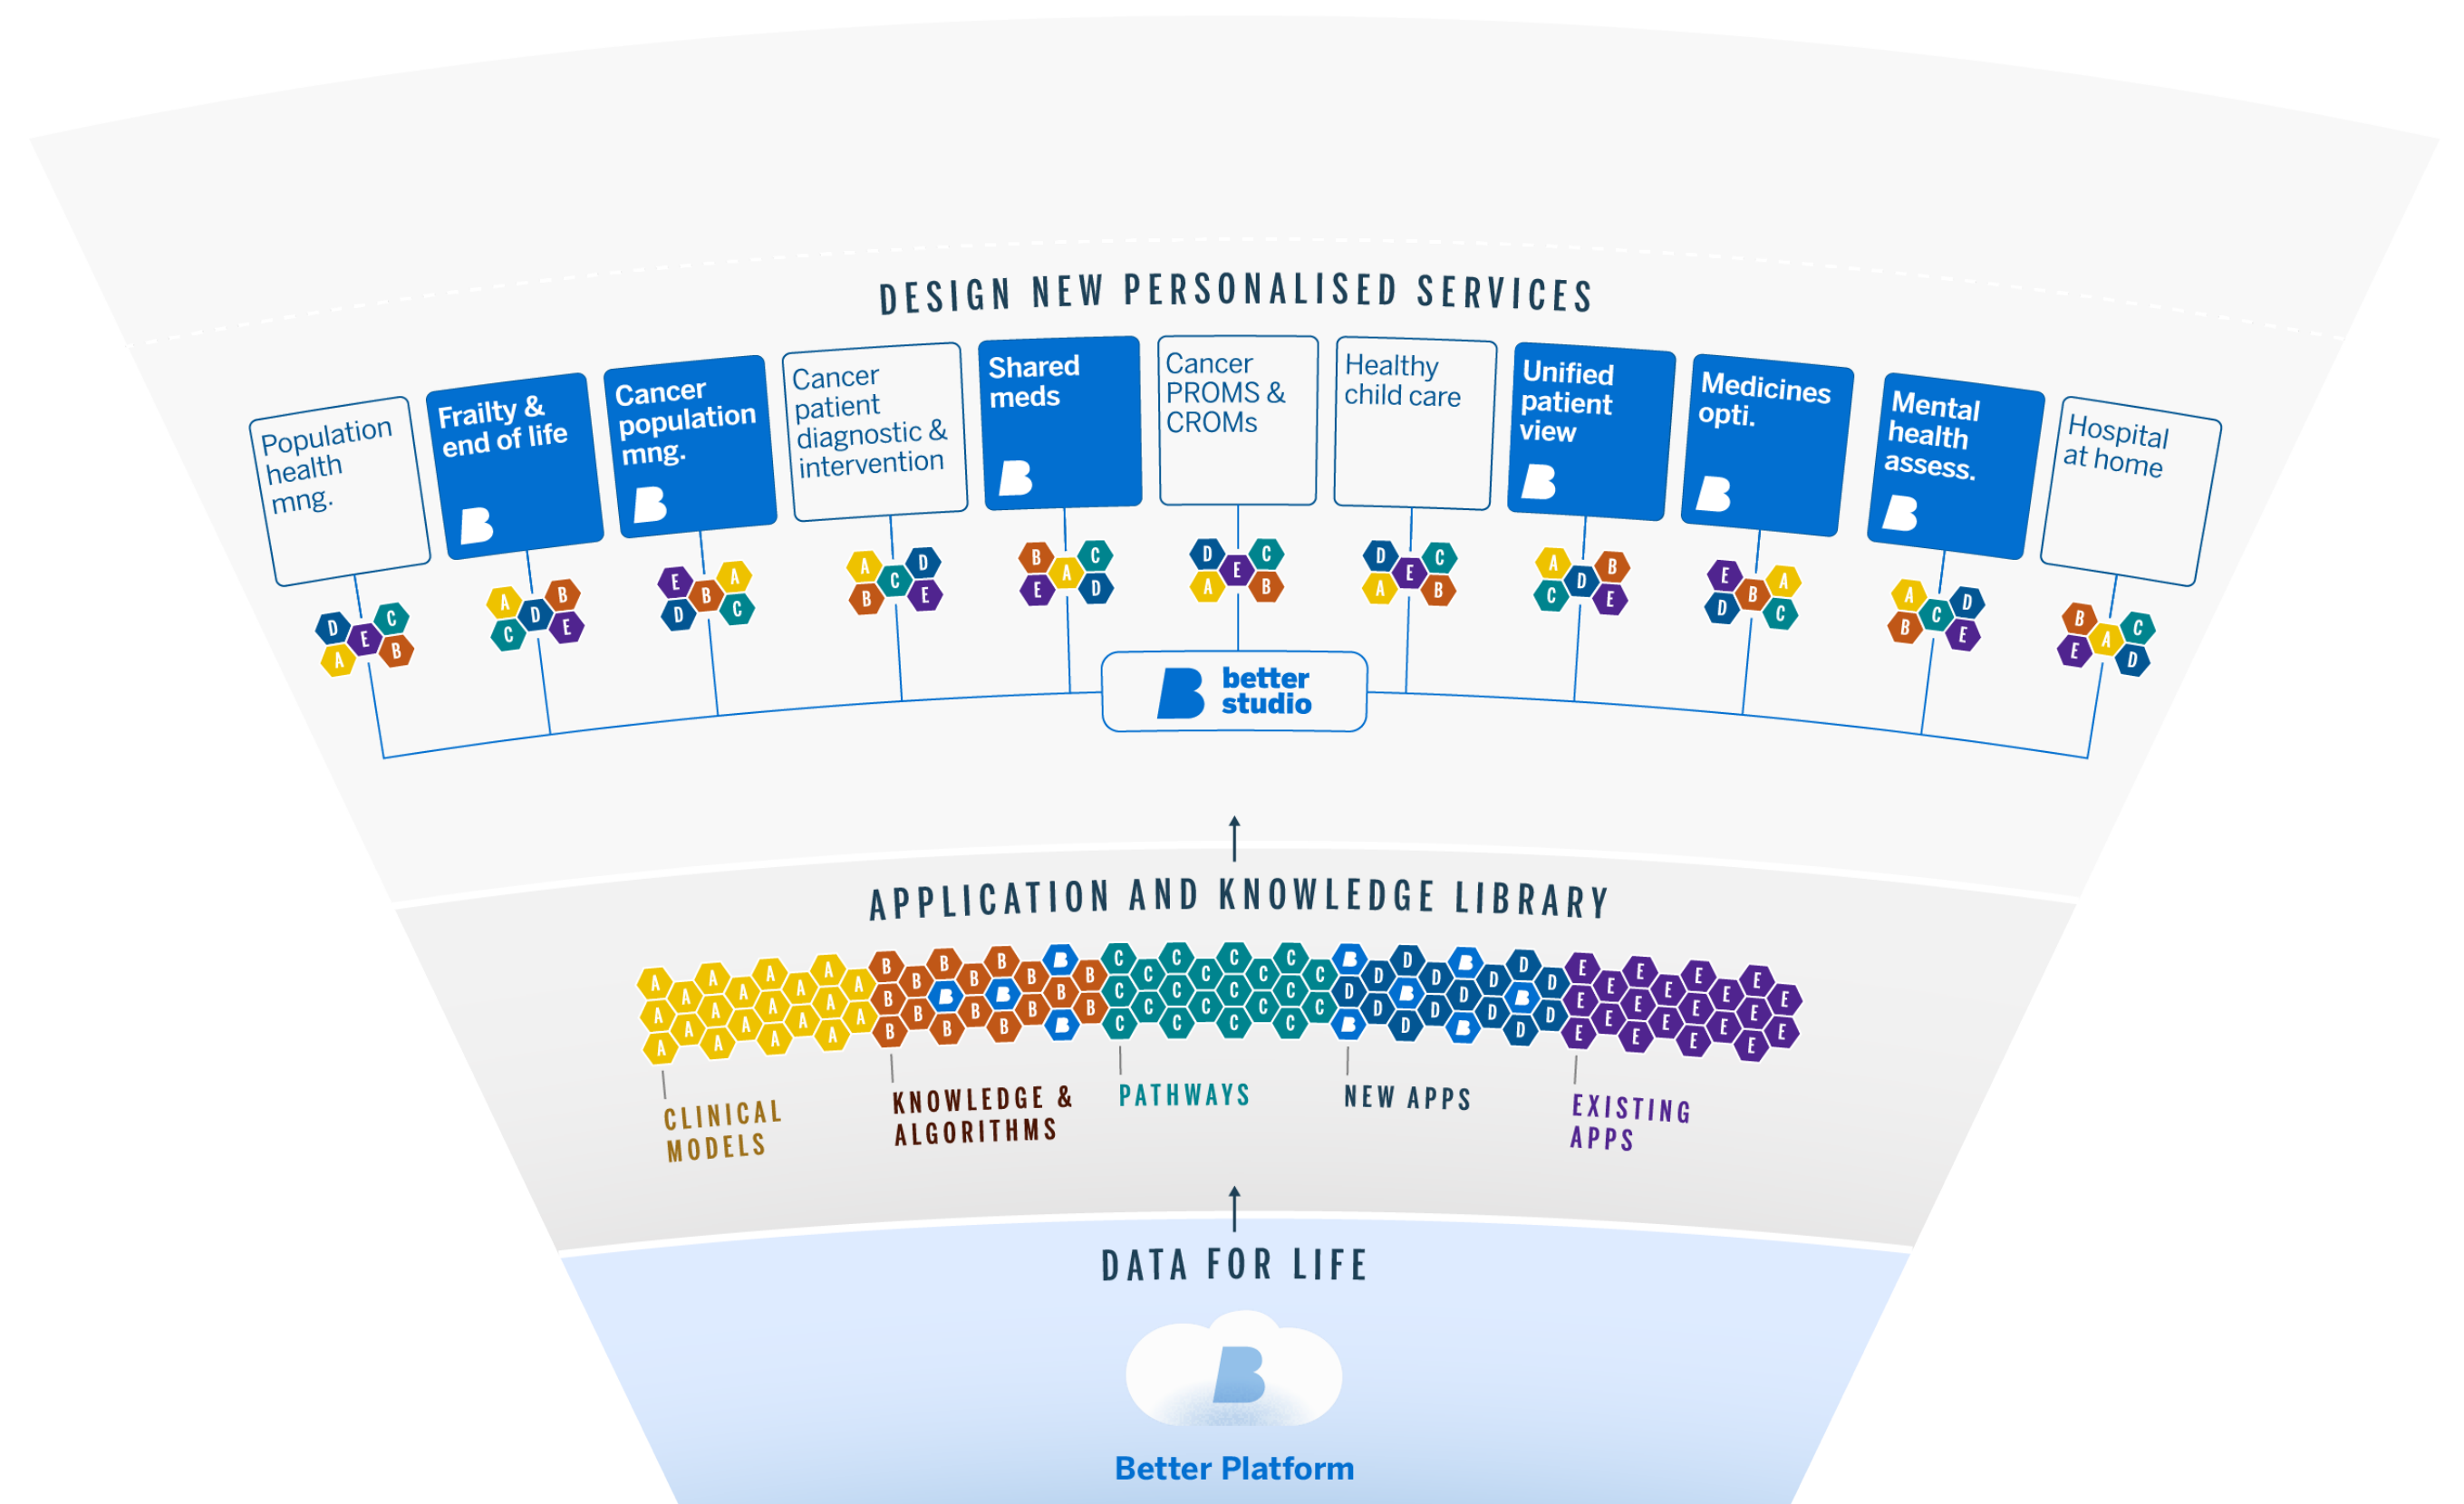 DESIGN NEW PERSONALISED SERVICES
Population
health
mng.
Frailty &
end of life
B
Cancer
population
mng.
B
Cancer
patient
diagnostic &
intervention
Shared
meds
B
Cancer
PROMS &
CROMs
Healthy
child care
Unified
patient
view
B
Medicines
opti.
B
Mental
health
assess.
B
Hospital
at home
D C
E
A B
A B
D
C E
E A
B
D C
A D
C
B E
B C
A
E D
D C
E
A B
D C
E
A B
A B
D
C E
E A
B
D C
A D
C
B E
B C
A
E D
B better
studio
APPLICATION AND KNOWLEDGE LIBRARY
A A A A B B B B C C C C B D B D E E E E
A A A A B B B B C C C C D D D D E E E E
A A A A B B B B C C C C D B D B E E E E
A A A A B B B B C C C C D D D D E E E E
A A A A B B B B C C C C B D B D E E E E
CLINICAL
MODELS
KNOWLEDGE &
ALGORITHMS
PATHWAYS
NEW APPS
EXISTING
APPS
DATA FOR LIFE
B
Better Platform